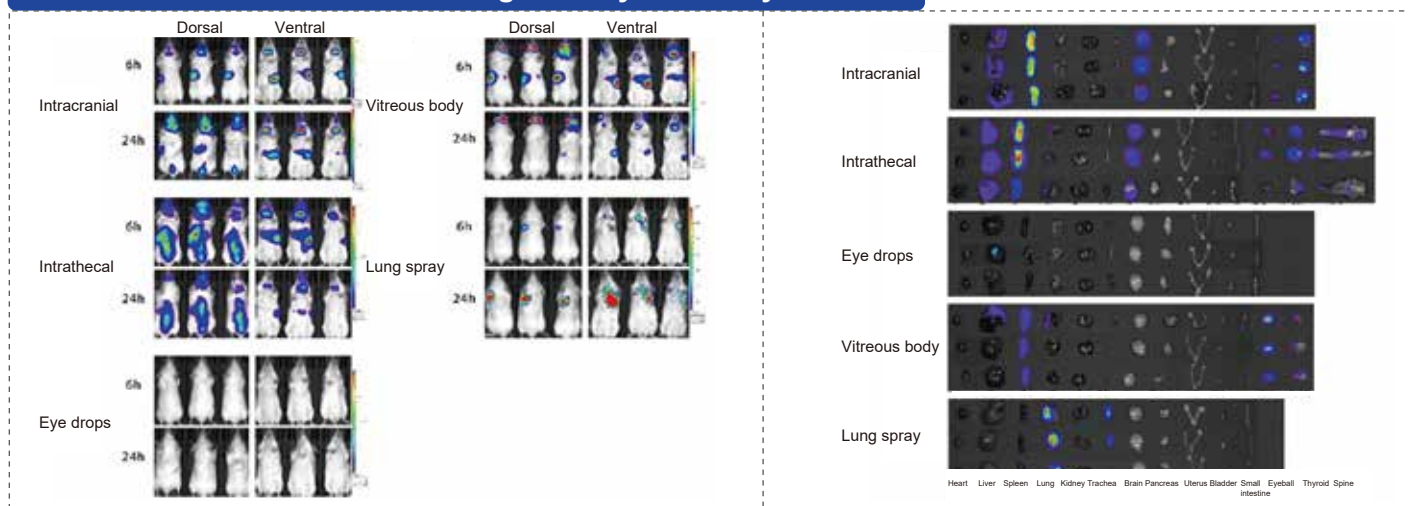 Dorsal Ventral
Dorsal Ventral
6h
Intracranial
24h
6h
Vitreous body
24h
6h
Intrathecal
24h
6h
Lung spray
24h
6h
Eye drops
24h
Intracranial
Intrathecal
Eye drops
Vitreous body
Lung spray
Heart Liver Spleen Lung Kidney Trachea Brain Pancreas Uterus Bladder Small intestine Eyeball Thyroid Spine